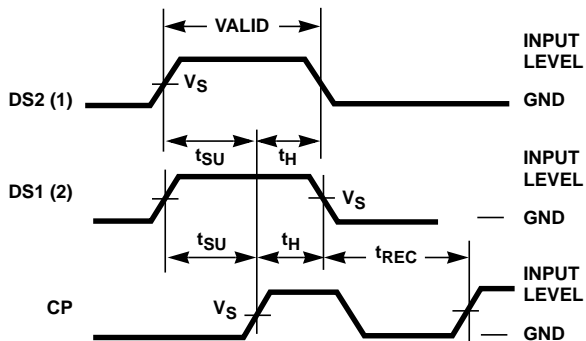 VALID
INPUT
LEVEL
VS
DS2 (1)
GND
tSU
tH
INPUT
LEVEL
DS1 (2)
VS
GND
tSU
tH
tREC
INPUT
LEVEL
CP
VS
GND